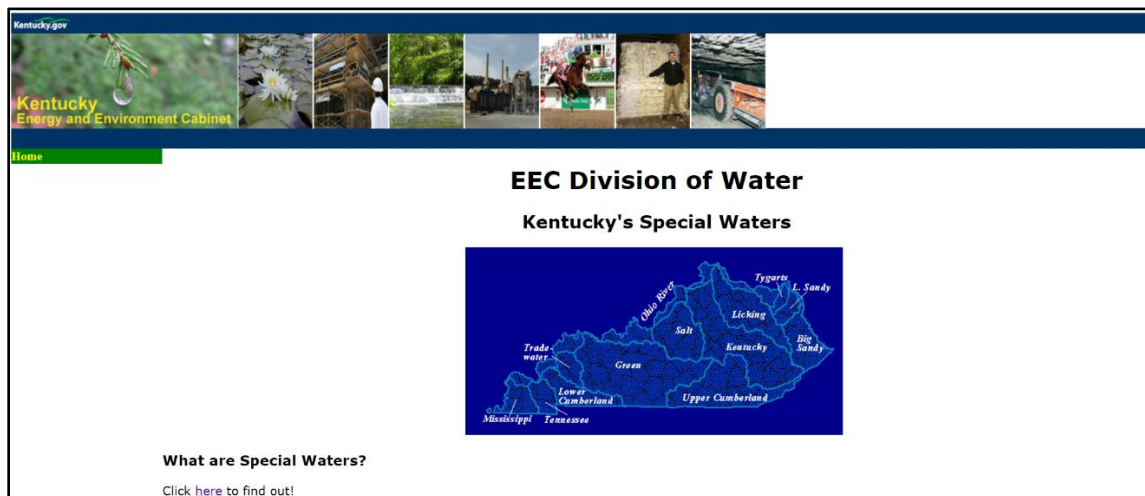 Kentucky.gov
Kentucky
Energy and Environment Cabinet
Home
EEC Division of Water
Kentucky's Special Waters
Tygarts
L. Sandy
Ohio River
Licking
Salt
Big
Sandy
Kentucky
Trade-
water
Green
Lower
Cumberland
Upper Cumberland
Mississippi
Tennessee
What are Special Waters?
Click here to find out!